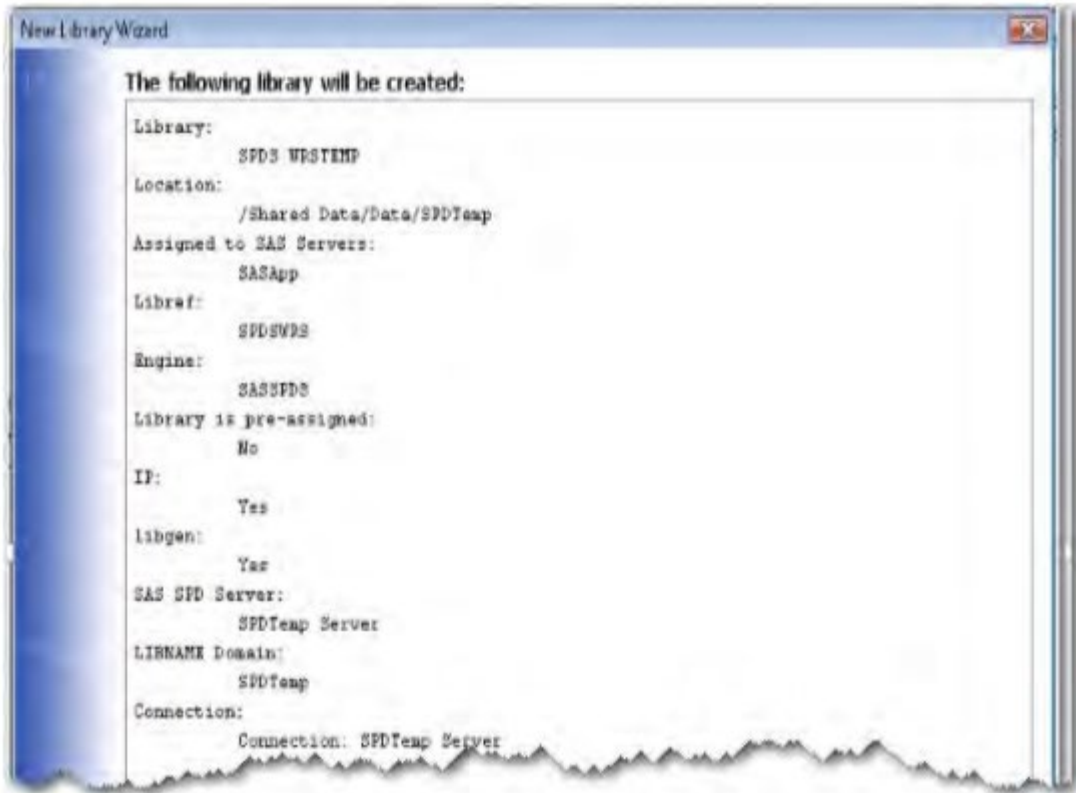 New Library Wizard
The following library will be created:
Library:
SPDS WRSTEMP
Location:
/Shared Data/Data/SPDTemp
Assigned to SAS Servers:
SASApp
Libref:
SPDSWRS
Engine:
SASSPDS
Library is pre-assigned:
No
IP:
Yes
libgen:
Yes
SAS SPD Server:
SPDTemp Server
LIBNAME Domain:
SPDTemp
Connection:
Connection: SPDTemp Server